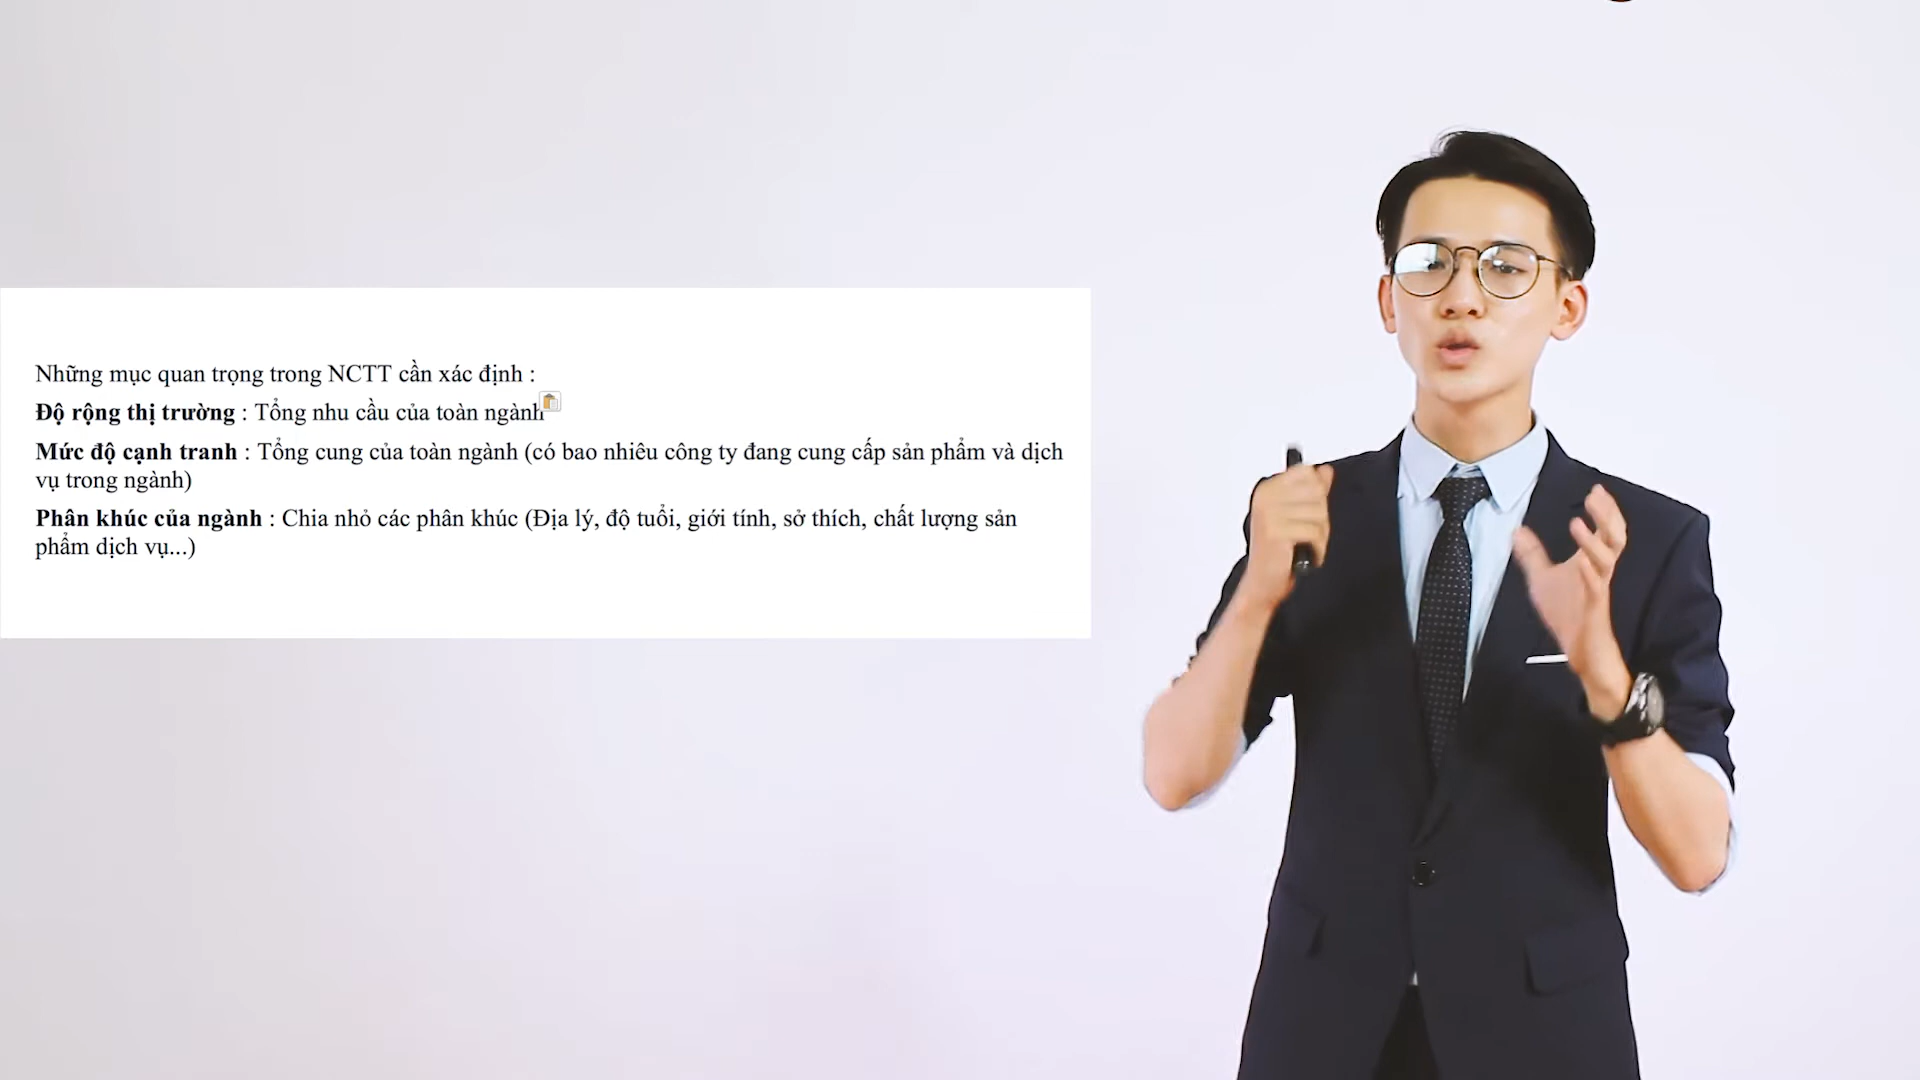 Những mục quan trọng trong NCTT cần xác định :
Độ rộng thị trường : Tổng nhu cầu của toàn ngành
Mức độ cạnh tranh : Tổng cung của toàn ngành (có bao nhiêu công ty đang cung cấp sản phẩm và dịch
vụ trong ngành)
Phân khúc của ngành : Chia nhỏ các phân khúc (Địa lý, độ tuổi, giới tính, sở thích, chất lượng sản
phẩm dịch vụ...)